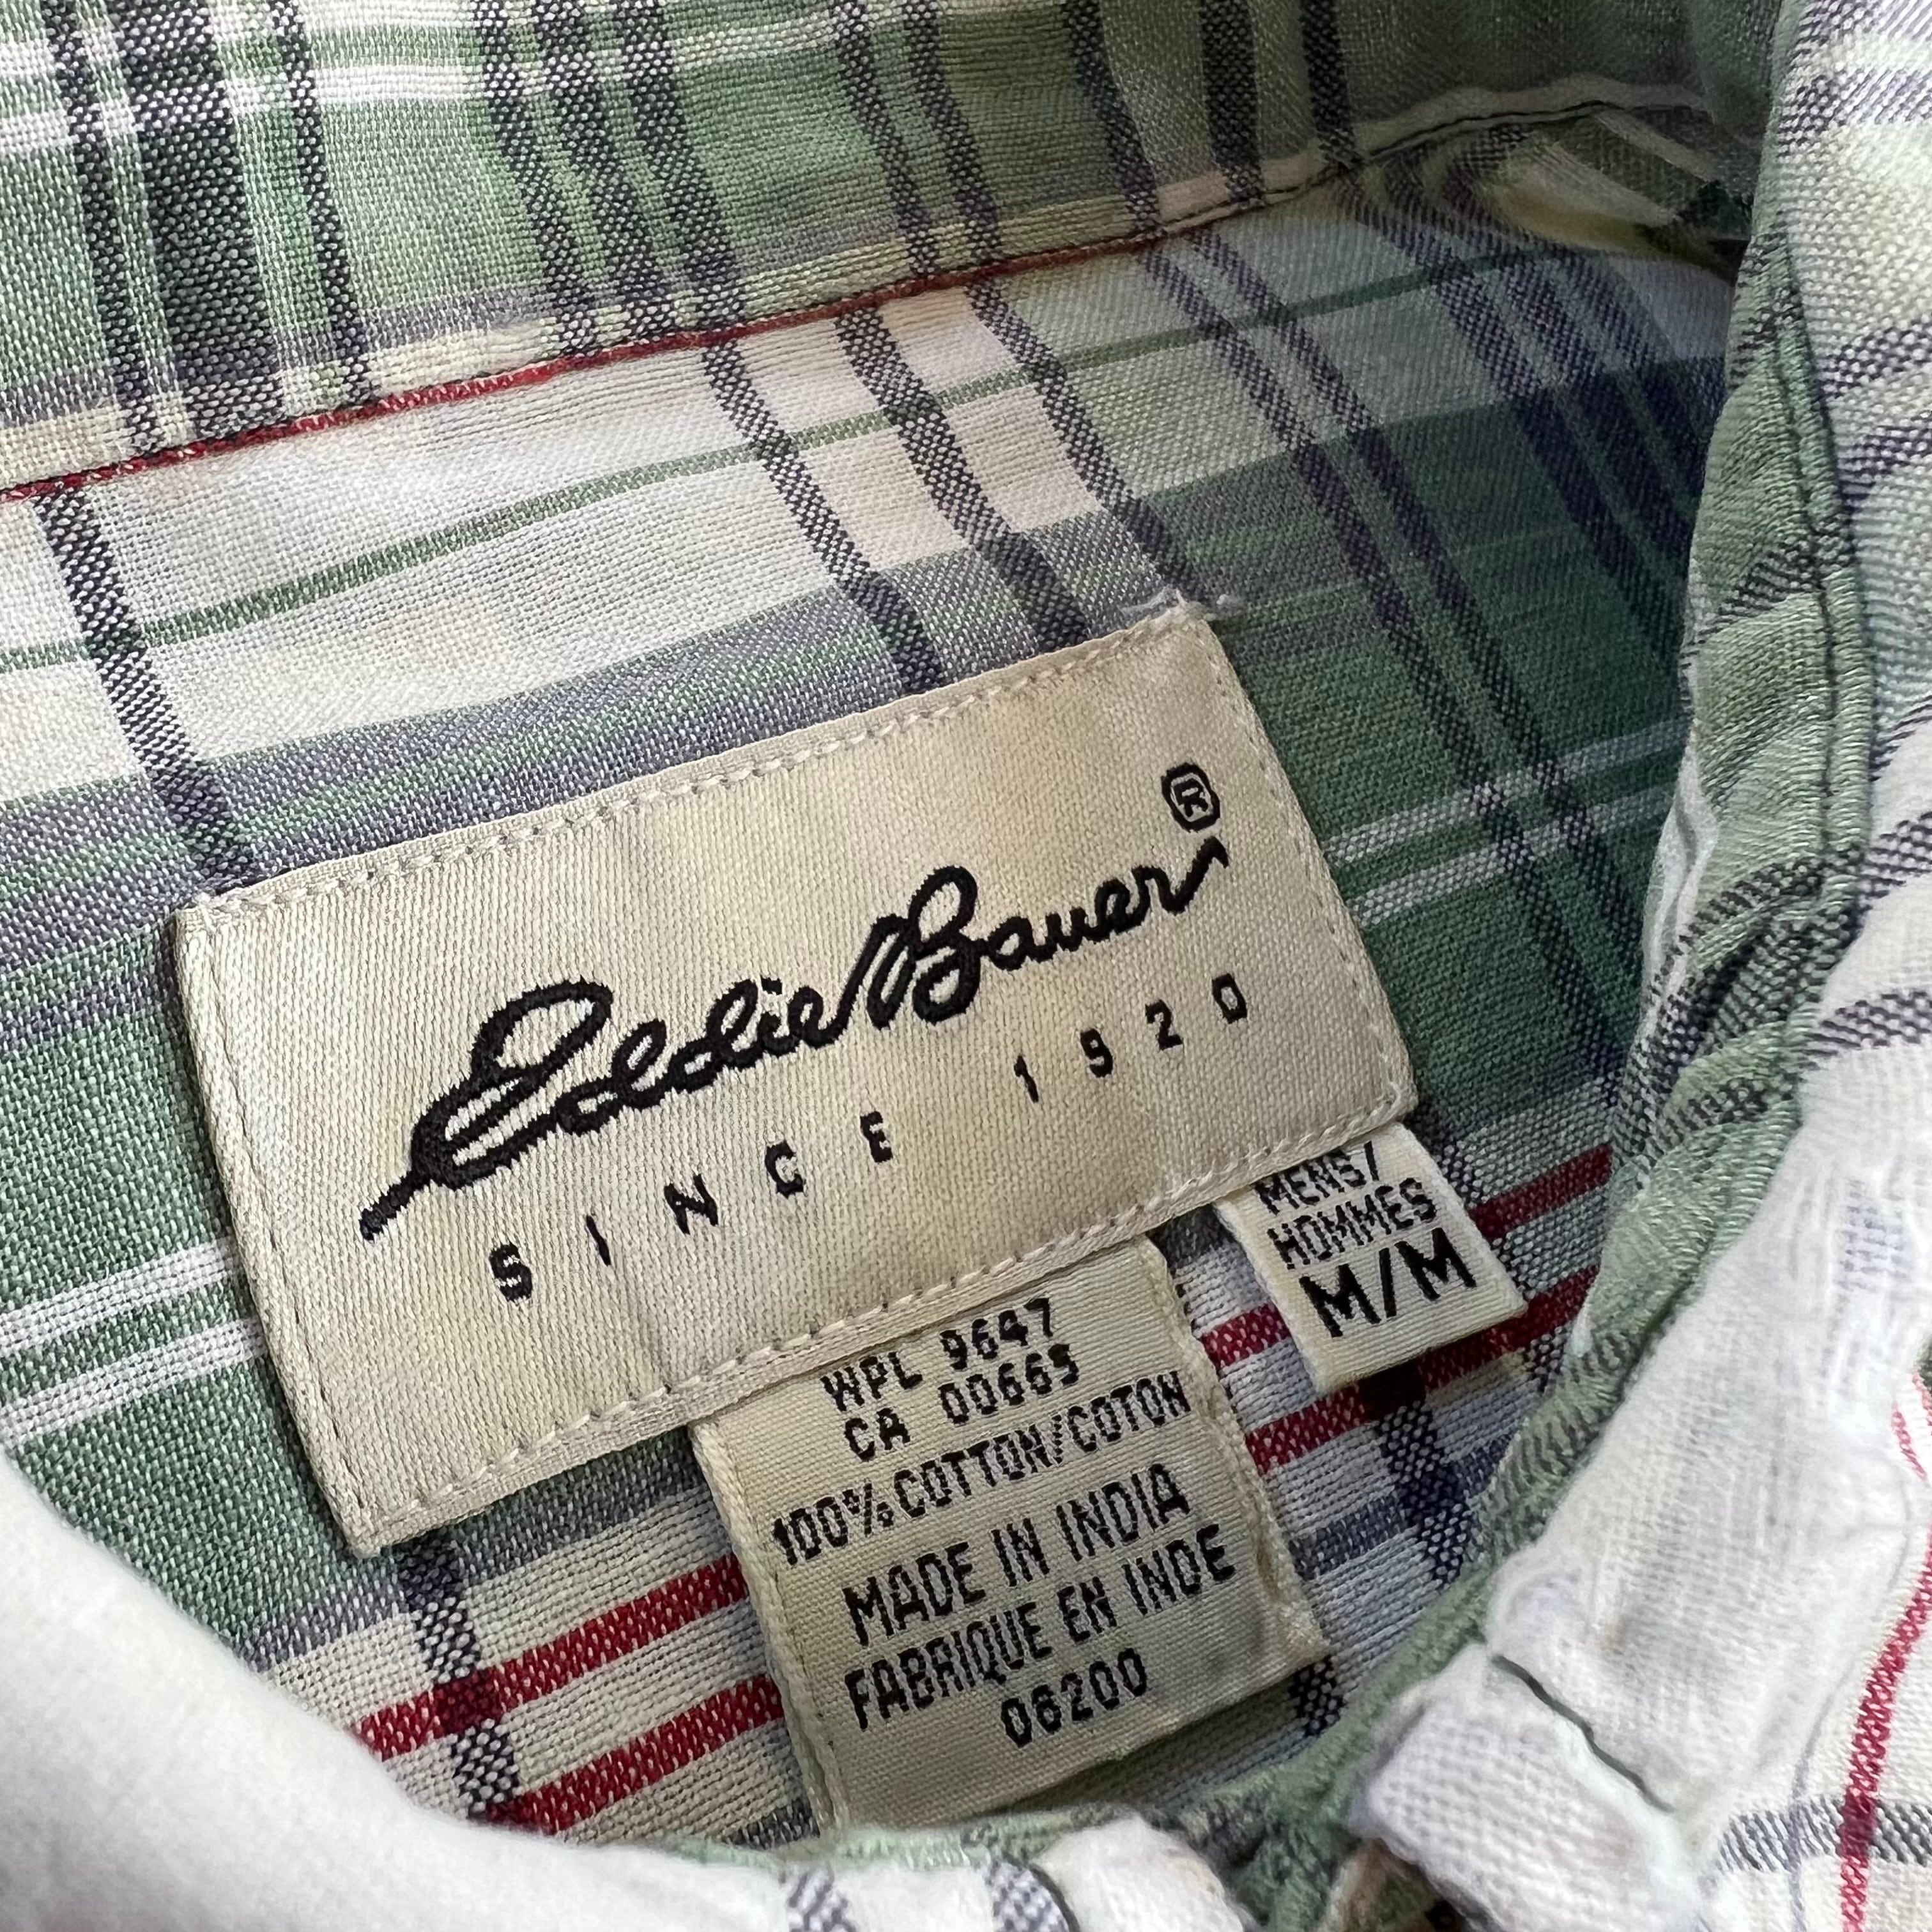 Eddie Bauer®
SINCE 1920
MENS/
HOMMES
M/M
WPL 9647
CA 00665
100% COTTON/COTON
MADE IN INDIA
FABRIQUE EN INDE
06200